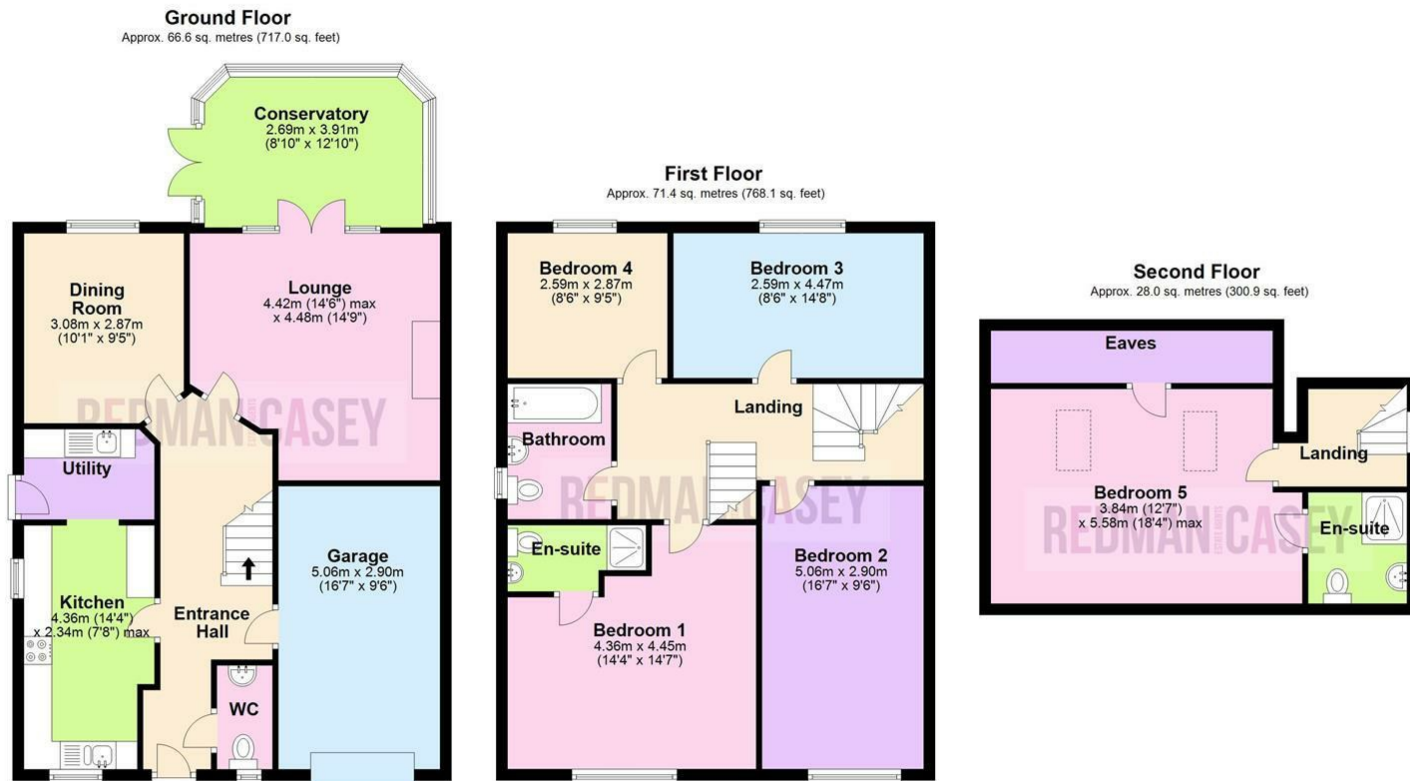 Ground Floor
Approx. 66.6 sq. metres (717.0 sq. feet)
Conservatory
2.69m x 3.91m
(8'10" x 12'10")
Dining
Room
3.08m x 2.87m
(10'1" x 9'5")
Lounge
4.42m (14'6") max
x 4.48m (14'9")
REDMAN CASEY
Utility
Kitchen
4.36m (14'4")
x 2.34m (7'8") max
Entrance
Hall
Garage
5.06m x 2.90m
(16'7" x 9'6")
WC
First Floor
Approx. 71.4 sq. metres (768.1 sq. feet)
Bedroom 4
2.59m x 2.87m
(8'6" x 9'5")
Bedroom 3
2.59m x 4.47m
(8'6" x 14'8")
Landing
Bathroom
REDMAN CASEY
En-suite
Bedroom 2
5.06m x 2.90m
(16'7" x 9'6")
Bedroom 1
4.36m x 4.45m
(14'4" x 14'7")
Second Floor
Approx. 28.0 sq. metres (300.9 sq. feet)
Eaves
Landing
Bedroom 5
3.84m (12'7")
x 5.58m (18'4") max
En-suite
REDMAN CASEY